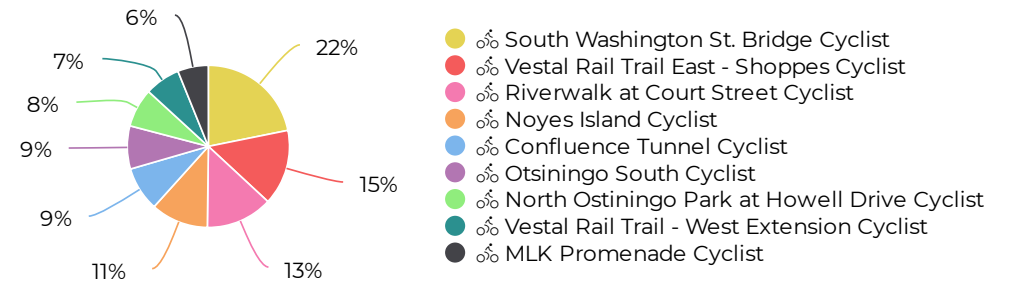 6%
22%
7%
8%
9%
15%
9%
11%
13%
South Washington St. Bridge Cyclist
Vestal Rail Trail East - Shoppes Cyclist
Riverwalk at Court Street Cyclist
Noyes Island Cyclist
Confluence Tunnel Cyclist
Otsiningo South Cyclist
North Ostiningo Park at Howell Drive Cyclist
Vestal Rail Trail - West Extension Cyclist
MLK Promenade Cyclist